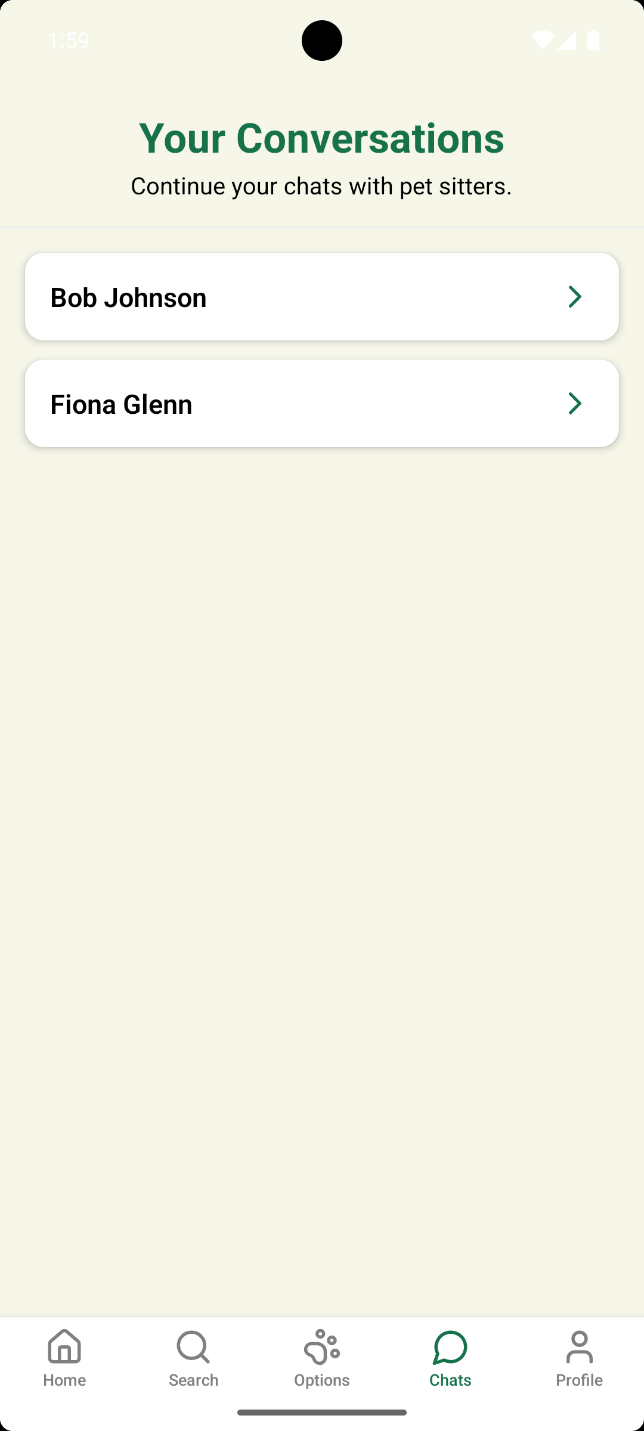 1:59
Your Conversations
Continue your chats with pet sitters.
Bob Johnson
Fiona Glenn
Home
Search
Options
Chats
Profile